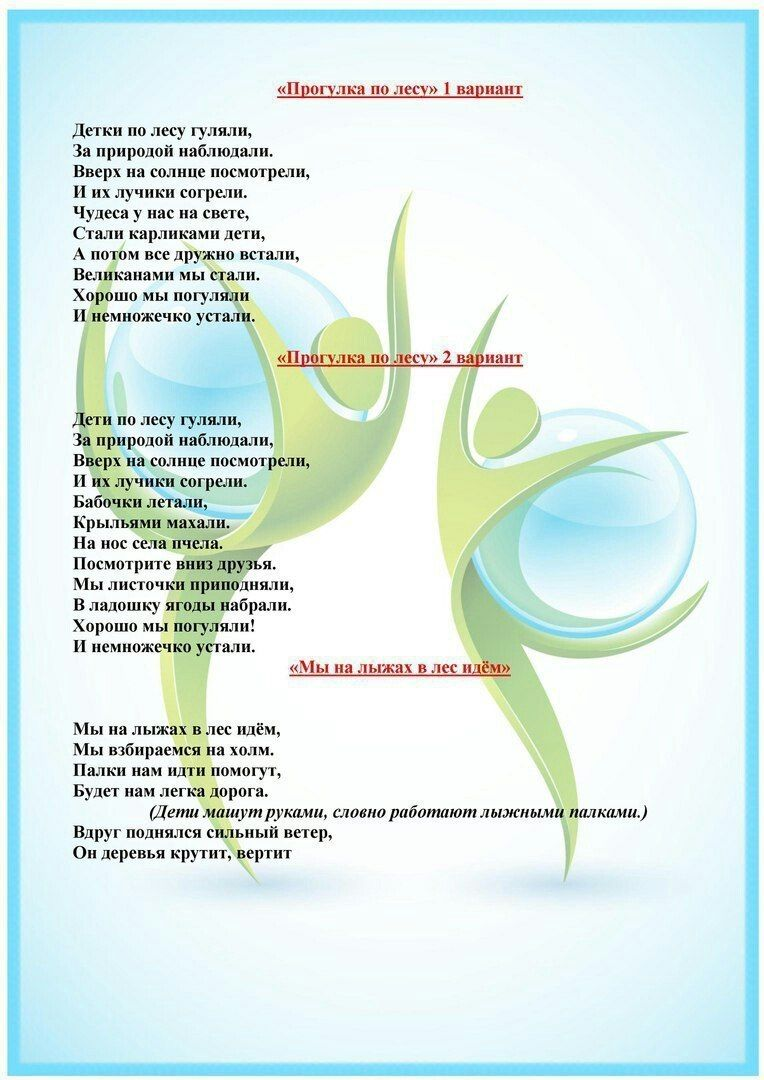 «Прогулка по лесу» 1 вариант
Детки по лесу гуляли,
За природой наблюдали.
Вверх на солнце посмотрели,
И их лучики согрели.
Чудеса у нас на свете,
Стали карликами дети,
А потом все дружно встали,
Великанами мы стали.
Хорошо мы погуляли
И немножечко устали.
«Прогулка по лесу» 2 вариант
Дети по лесу гуляли,
За природой наблюдали,
Вверх на солнце посмотрели,
И их лучики согрели.
Бабочки летали,
Крыльями махали.
На нос села пчела.
Посмотрите вниз друзья.
Мы листочки приподняли,
В ладошку ягоды набрали.
Хорошо мы погуляли!
И немножечко устали.
«Мы на лыжах в лес идём»
Мы на лыжах в лес идём,
Мы взбираемся на холм.
Палки нам идти помогут,
Будет нам легка дорога.
(Дети машут руками, словно работают лыжными палками.)
Вдруг поднялся сильный ветер,
Он деревья крутит, вертит